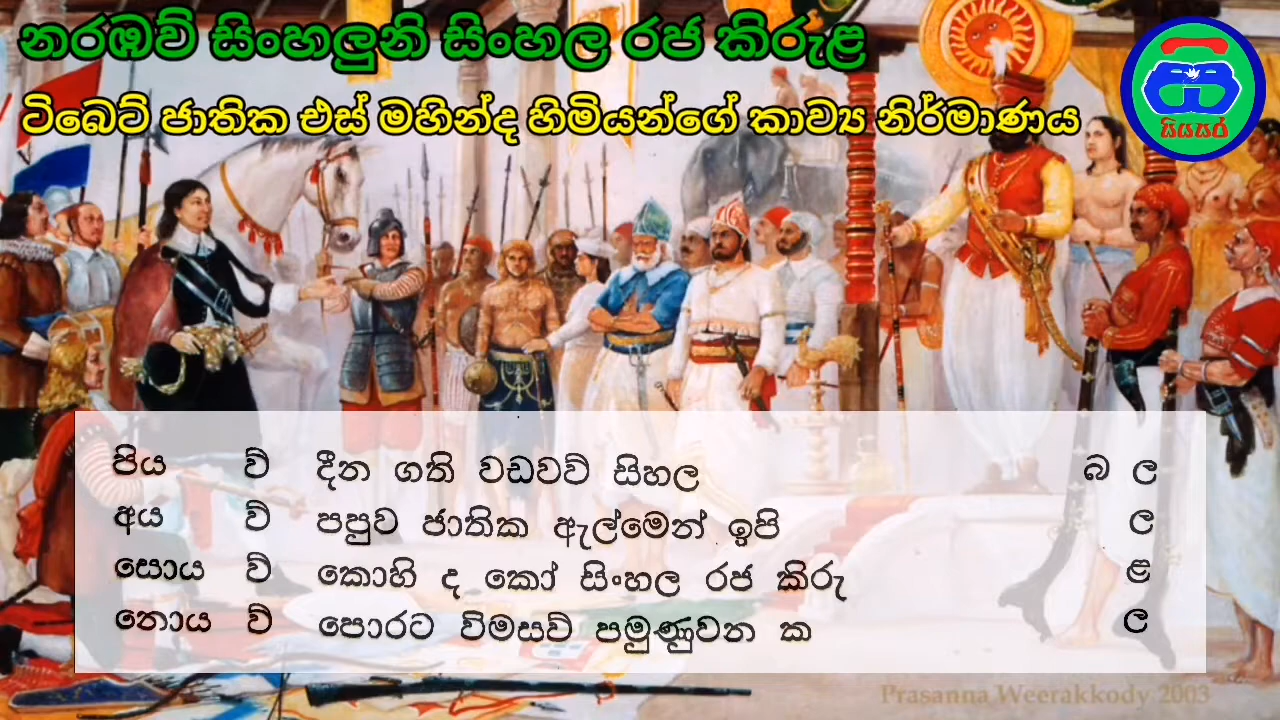 නරඹව් සිංහලුනි සිංහල රජ කිරුළ
ටිබෙට් ජාතික එස් මහින්ද හිමියන්ගේ කාව්‍ය නිර්මාණය
සියසර
පිය ව් දීන ගති වඩවව් සිහල බ ල
අය ව් පපුව ජාතික ඇල්මෙන් ඉපි ල
සොය ව් කොහි ද කෝ සිංහල රජ කිරු ළ
නොය ව් පොරට විමසව් පමුණුවන ක ල
Prasanna Weerakkody 2003